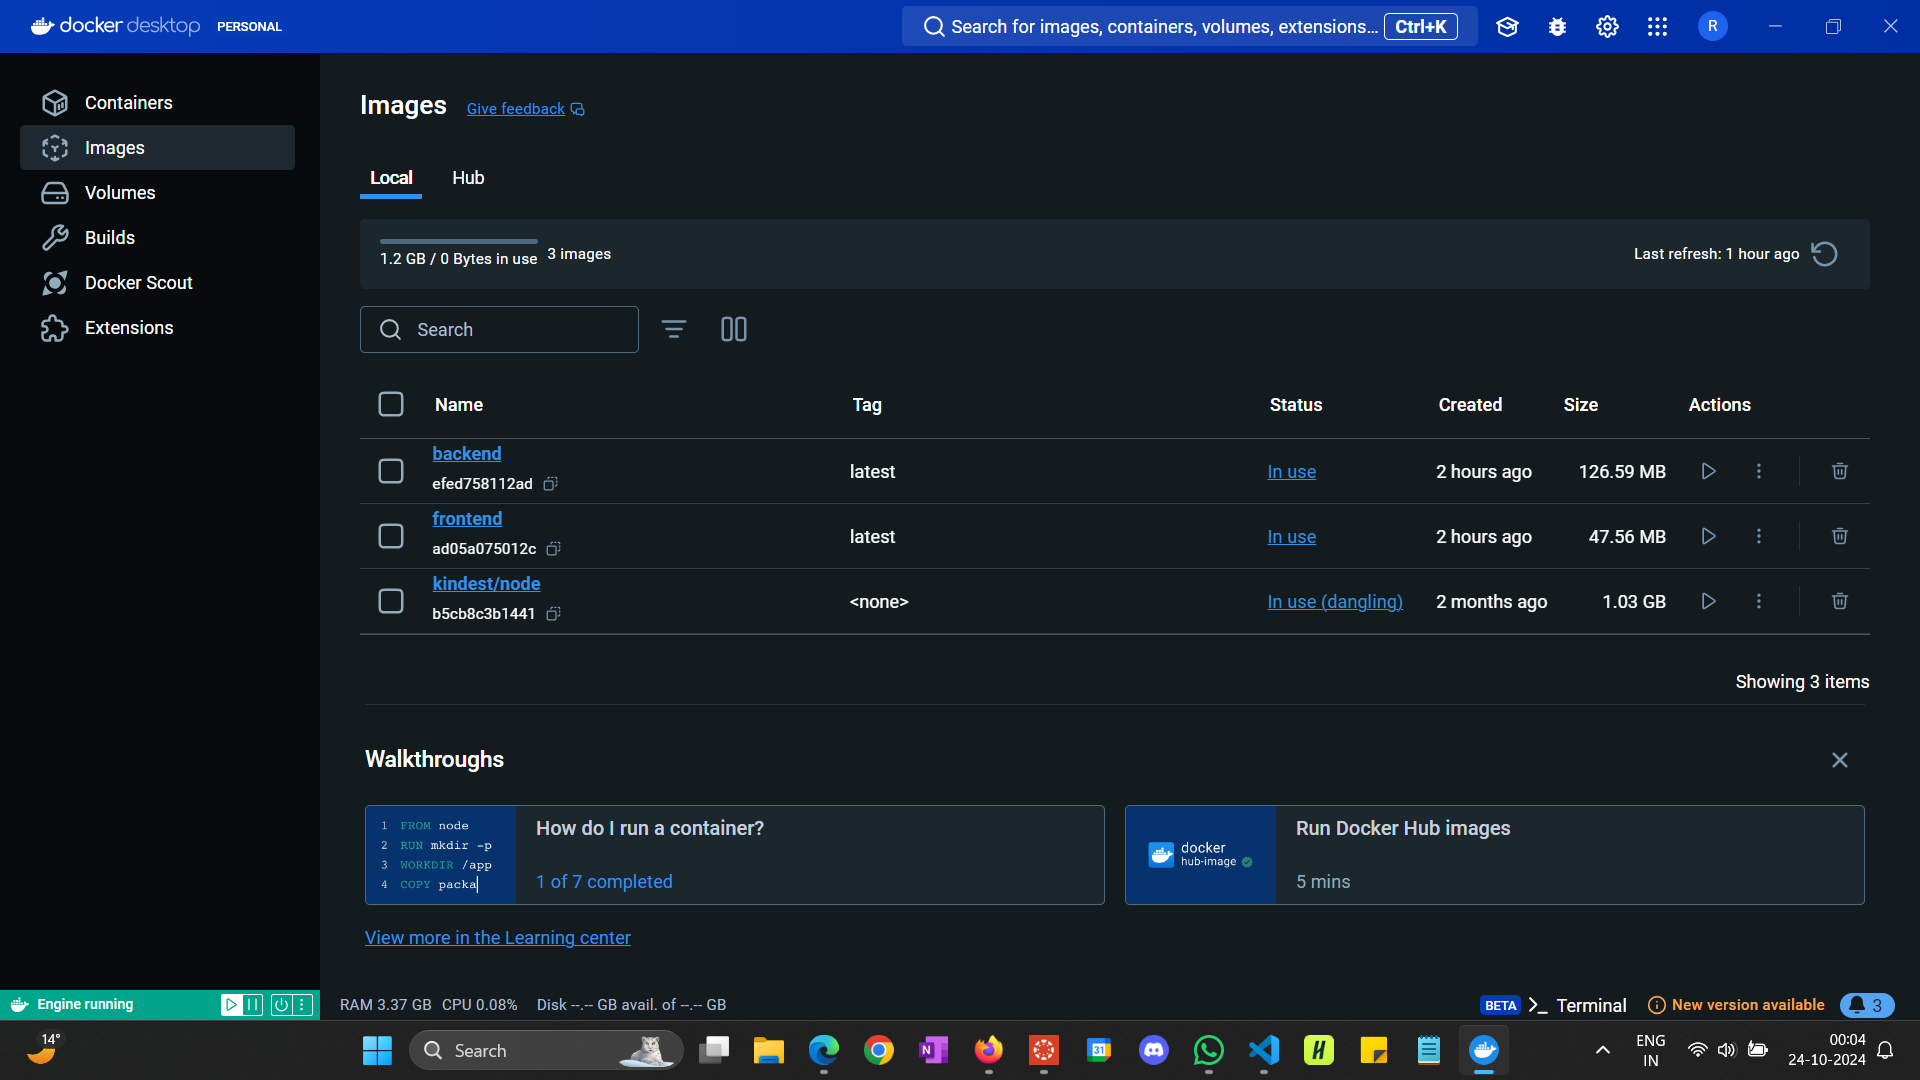 docker desktop PERSONAL
Search for images, containers, volumes, extensions... Ctrl+K
R
Containers
Images
Volumes
Builds
Docker Scout
Extensions
Images Give feedback
Local Hub
1.2 GB / 0 Bytes in use 3 images
Last refresh: 1 hour ago
Search
Name Tag Status Created Size Actions
backend
efed758112ad
latest In use 2 hours ago 126.59 MB
frontend
ad05a075012c
latest In use 2 hours ago 47.56 MB
kindest/node
b5cb8c3b1441
<none> In use (dangling) 2 months ago 1.03 GB
Showing 3 items
Walkthroughs
1 FROM node
2 RUN mkdir -p
3 WORKDIR /app
4 COPY packa
How do I run a container?
1 of 7 completed
docker
hub-image
Run Docker Hub images
5 mins
View more in the Learning center
Engine running
RAM 3.37 GB CPU 0.08% Disk --.-- GB avail. of --.-- GB
BETA >_ Terminal
New version available
3
14°
Search
N
31
H
ENG
IN
00:04
24-10-2024